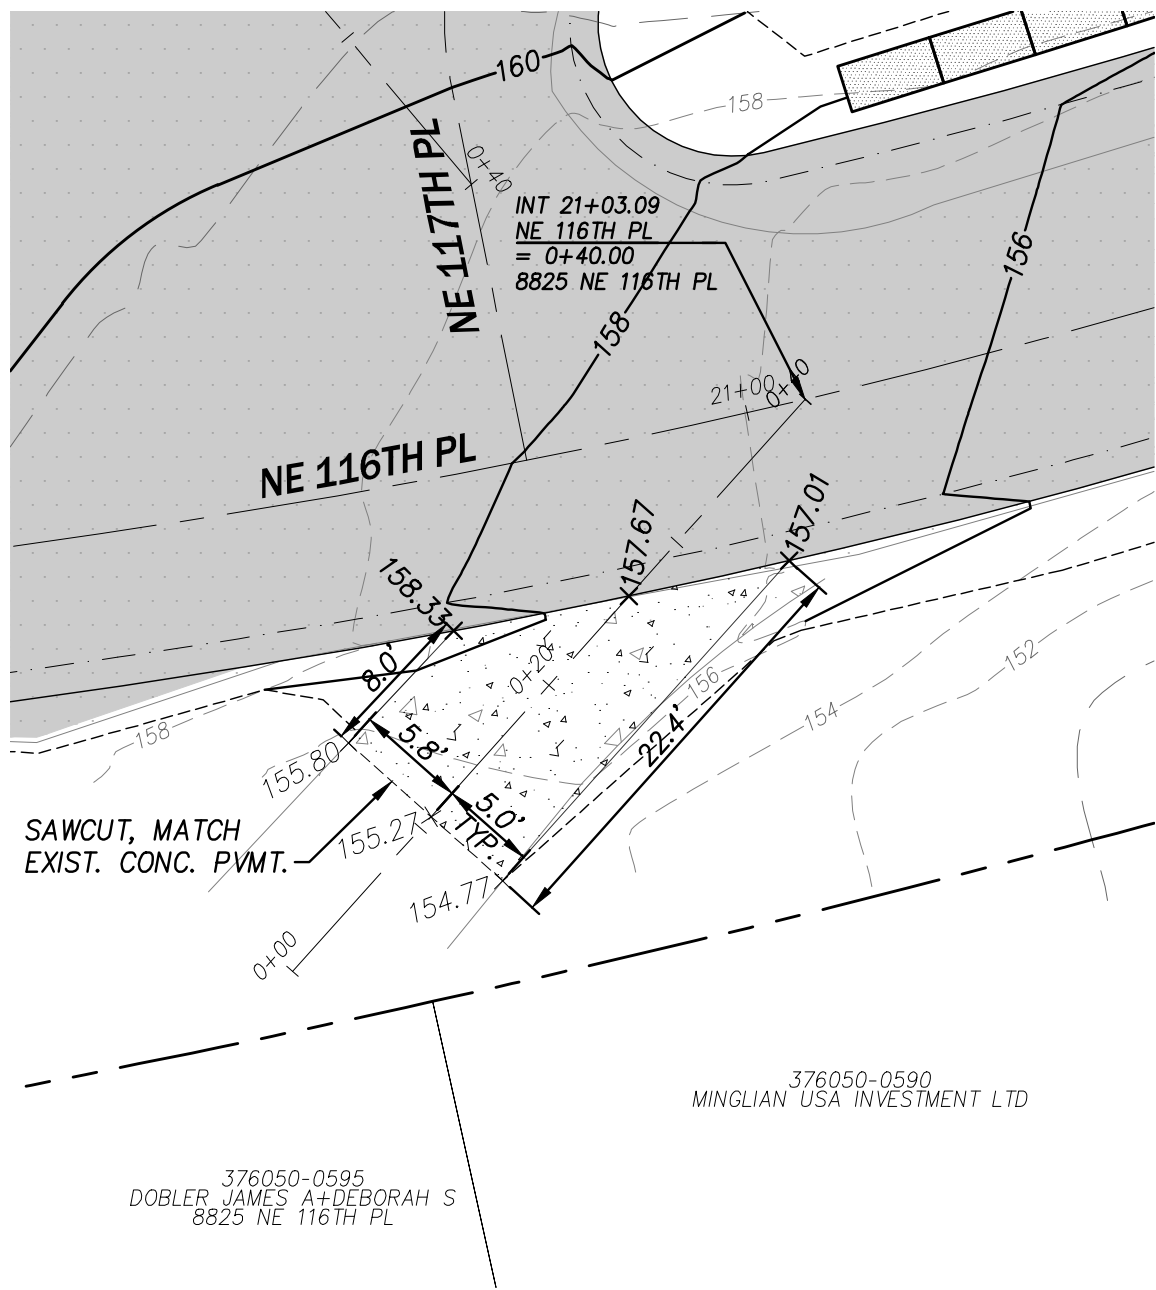 160
158
NE 117TH PL
0+40
INT 21+03.09
NE 116TH PL
= 0+40.00
8825 NE 116TH PL
156
158
21+00
0+40
NE 116TH PL
157.01
157.67
158.33
8.0'
0+20
156
152
154
158
5.8'
22.4'
155.80
5.0'
TYP.
155.27
SAWCUT, MATCH
EXIST. CONC. PVMT.
154.77
0+00
376050-0590
MINGLIAN USA INVESTMENT LTD
376050-0595
DOBLER JAMES A+DEBORAH S
8825 NE 116TH PL